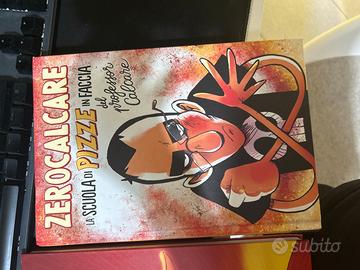 ZEROCALCARE
LA SCUOLA DI PIZZE IN FACCIA
del professor
Calcare
subito